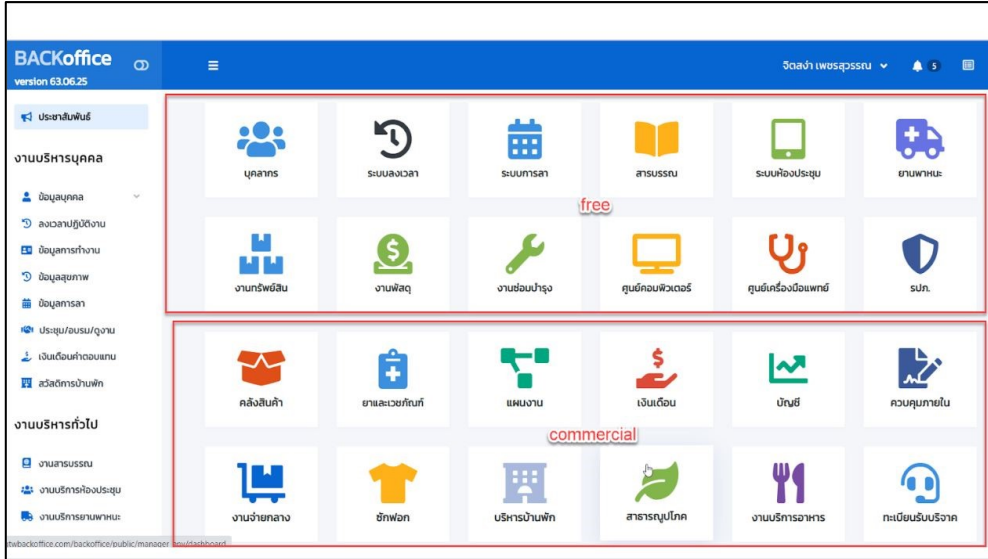 BACKoffice
version 63.06.25
จิตสง่า เพชรสุวรรณ
5
ประชาสัมพันธ์
งานบริหารบุคคล
ข้อมูลบุคคล
ลงเวลาปฏิบัติงาน
ข้อมูลการทำงาน
ข้อมูลสุขภาพ
ข้อมูลการลา
ประชุม/อบรม/ดูงาน
เงินเดือนค่าตอบแทน
สวัสดิการบ้านพัก
งานบริหารทั่วไป
งานสารบรรณ
งานบริการห้องประชุม
งานบริการยานพาหนะ
บุคลากร
ระบบลงเวลา
ระบบการลา
สารบรรณ
ระบบห้องประชุม
ยานพาหนะ
free
งานทรัพย์สิน
งานพัสดุ
งานซ่อมบำรุง
ศูนย์คอมพิวเตอร์
ศูนย์เครื่องมือแพทย์
รปภ.
คลังสินค้า
ยาและเวชภัณฑ์
แผนงาน
เงินเดือน
บัญชี
ควบคุมภายใน
commercial
งานจ่ายกลาง
ซักฟอก
บริหารบ้านพัก
สาธารณูปโภค
งานบริการอาหาร
ทะเบียนรับบริจาค